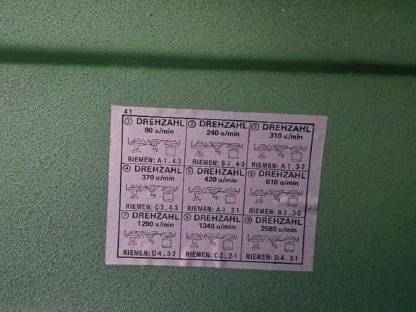 41
① DREHZAHL ② DREHZAHL ③ DREHZAHL
90 u/min 240 u/min 310 u/min
RIEMEN: A-1, 4-3 RIEMEN: B-2, 4-3 RIEMEN: A-1, 3-2
④ DREHZAHL ⑤ DREHZAHL ⑥ DREHZAHL
370 u/min 420 u/min 610 u/min
RIEMEN: C-3, 4-3 RIEMEN: A-1, 2-1 RIEMEN: B-2, 3-2
⑦ DREHZAHL ⑧ DREHZAHL ⑨ DREHZAHL
1290 u/min 1340 u/min 2580 u/min
RIEMEN: D-4, 3-2 RIEMEN: C-3, 2-1 RIEMEN: D-4, 2-1